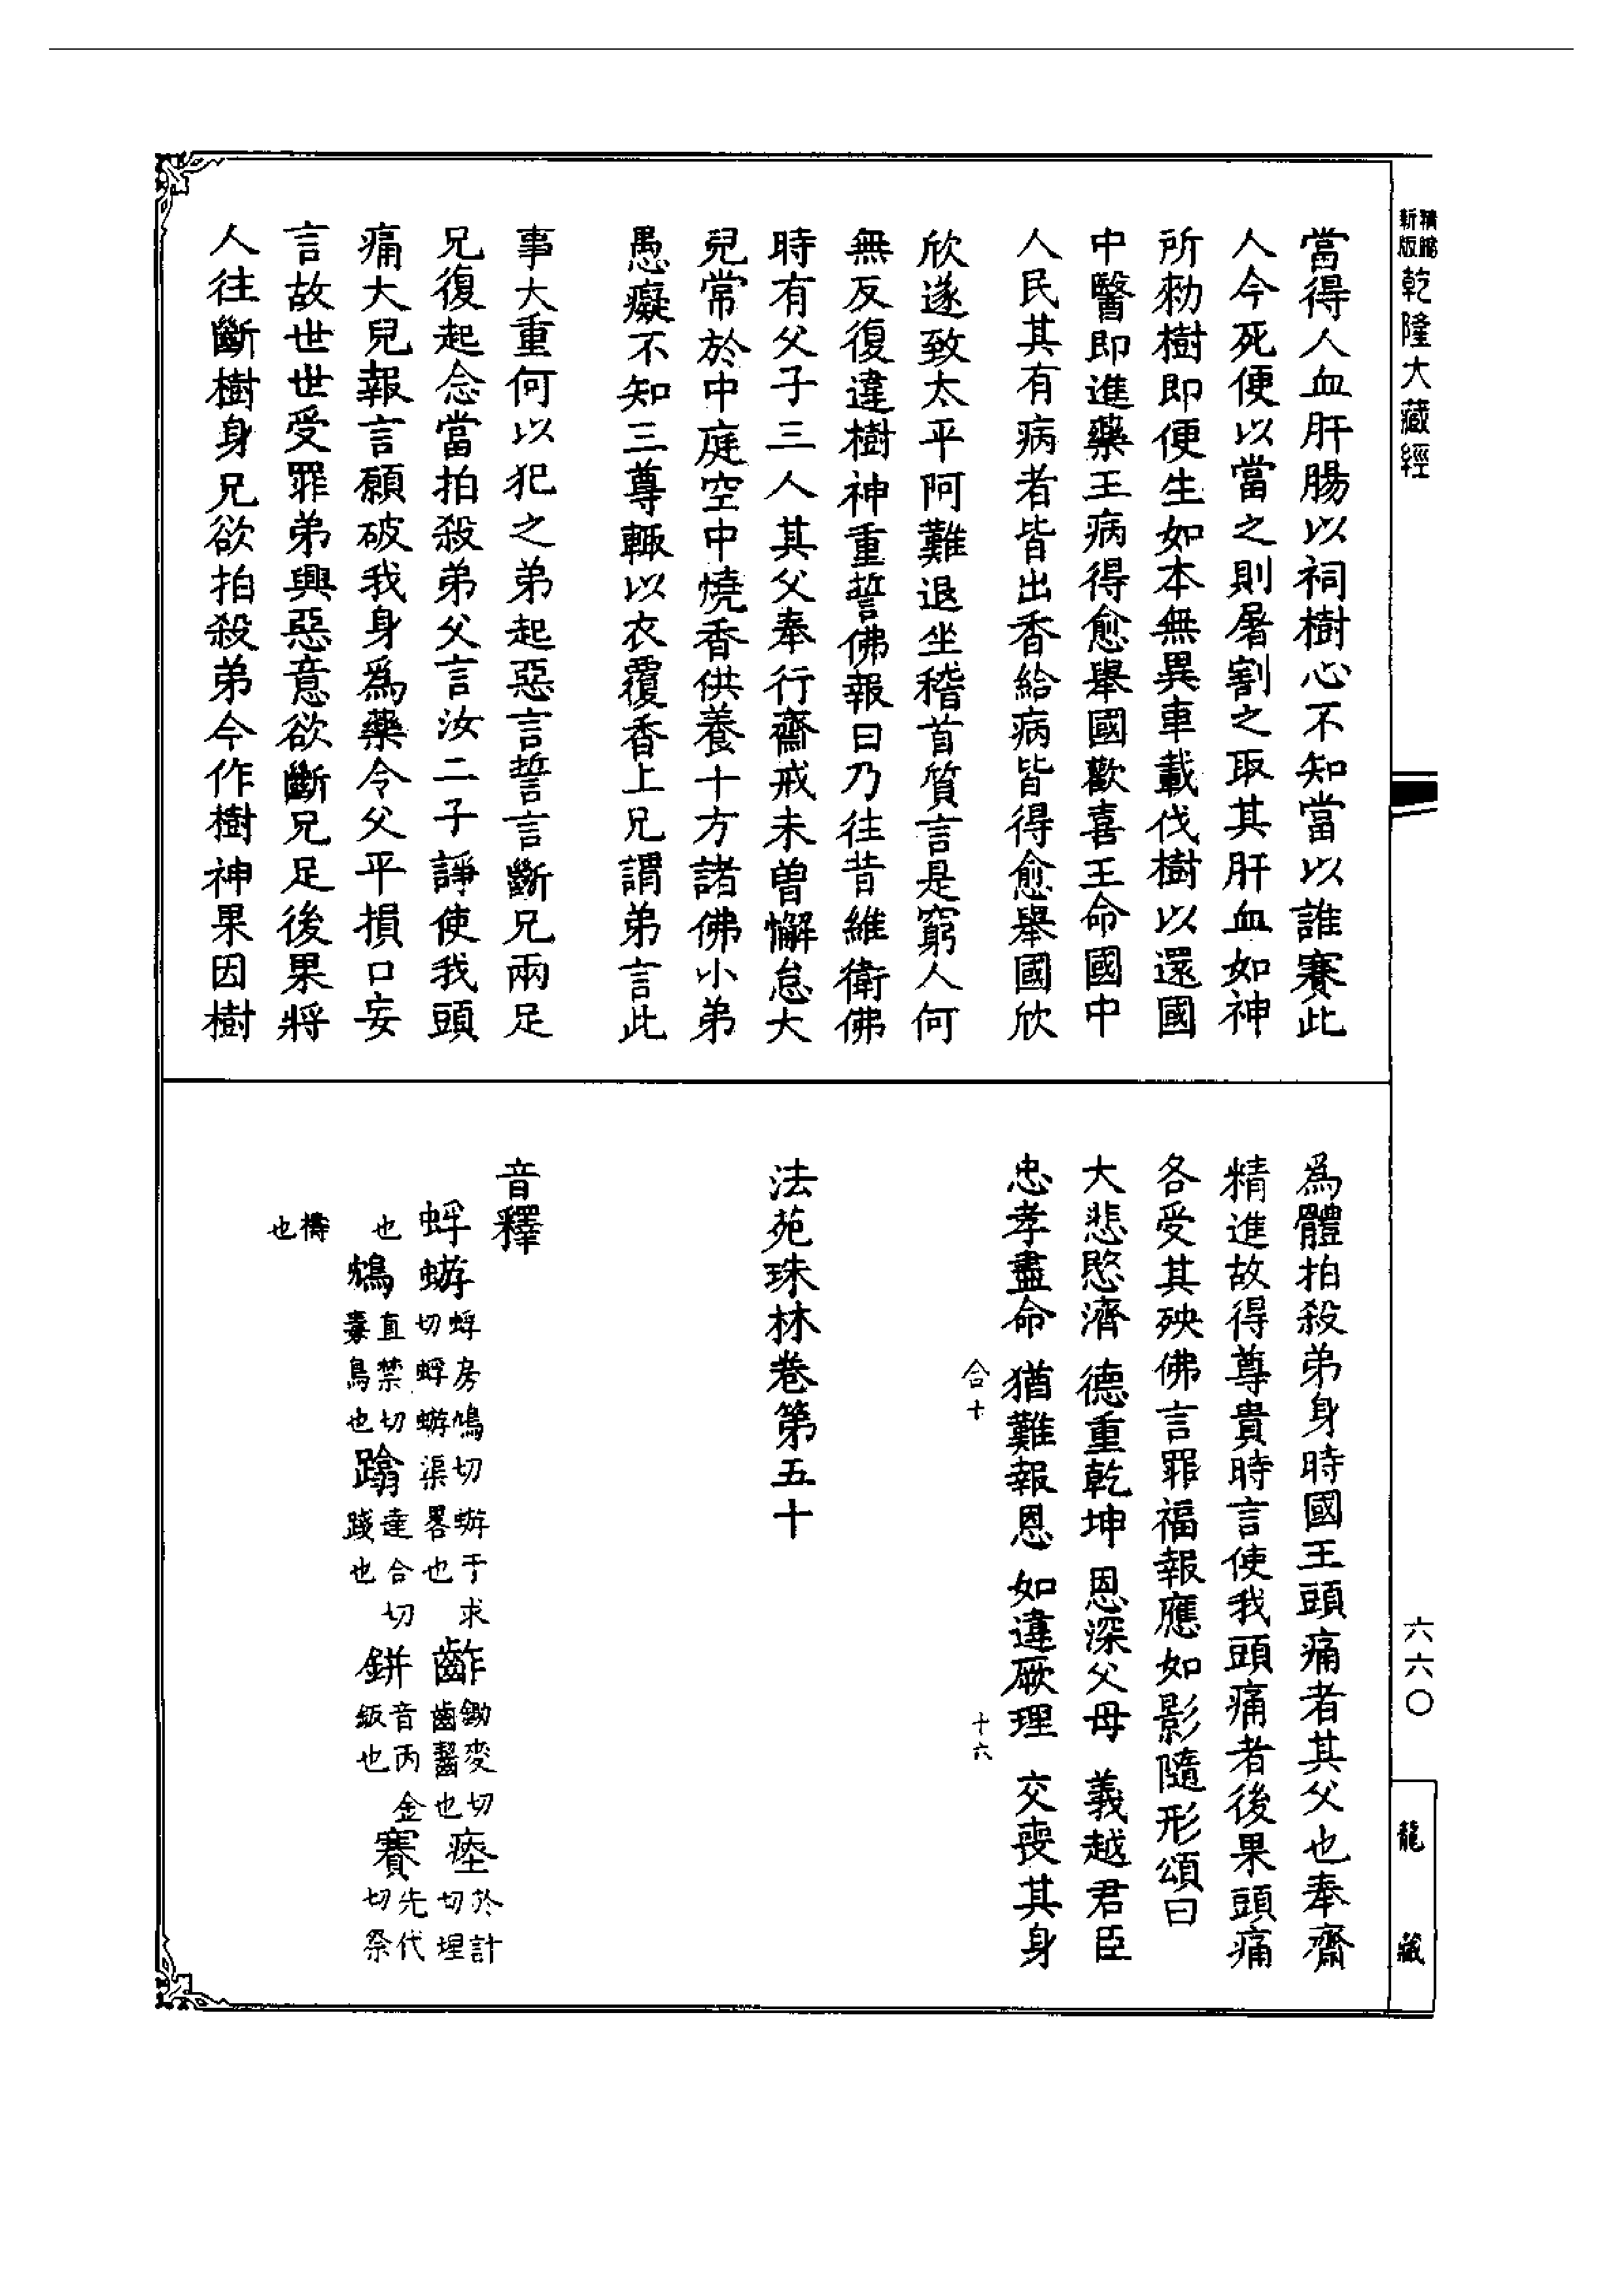 精縮
新版
乾隆大藏經
六六〇
龍藏
當得人血肝腸以祠樹心不知當以誰賽此
人今死便以當之則屠割之取其肝血如神
所勑樹即便生如本無異車載伐樹以還國
中醫即進藥王病得愈舉國歡喜王命國中
人民其有病者皆出香給病皆得愈舉國欣
欣遂致太平阿難退坐稽首質言是窮人何
無反復違樹神重誓佛報曰乃往昔維衛佛
時有父子三人其父奉行齋戒未曾懈怠大
兒常於中庭空中燒香供養十方諸佛小弟
愚癡不知三尊輒以衣覆香上兄謂弟言此
事大重何以犯之弟起惡言誓言斷兄兩足
兄復起念當拍殺弟父言汝二子諍使我頭
痛大兒報言願破我身為藥令父平損口妄
言故世世受罪弟興惡意欲斷兄足後果將
人往斷樹身兄欲拍殺弟今作樹神果因樹
為體拍殺弟身時國王頭痛者其父也奉齋
精進故得尊貴時言使我頭痛者後果頭痛
各受其殃佛言罪福報應如影隨形頌曰
大悲愍濟 德重乾坤 恩深父母 義越君臣
忠孝盡命 猶難報恩 如違厥理 交喪其身
合十 十六
法苑珠林卷第五十
音釋
蜉蝣蜉房鳩切蝣于求切蜉蝣渠畧也 齚鋤麥切齒齧也 瘞於計切埋
也 鴆直禁切毒鳥也 蹹達合切踐也 鉼音丙金鈑也 賽先代切祭
禱也